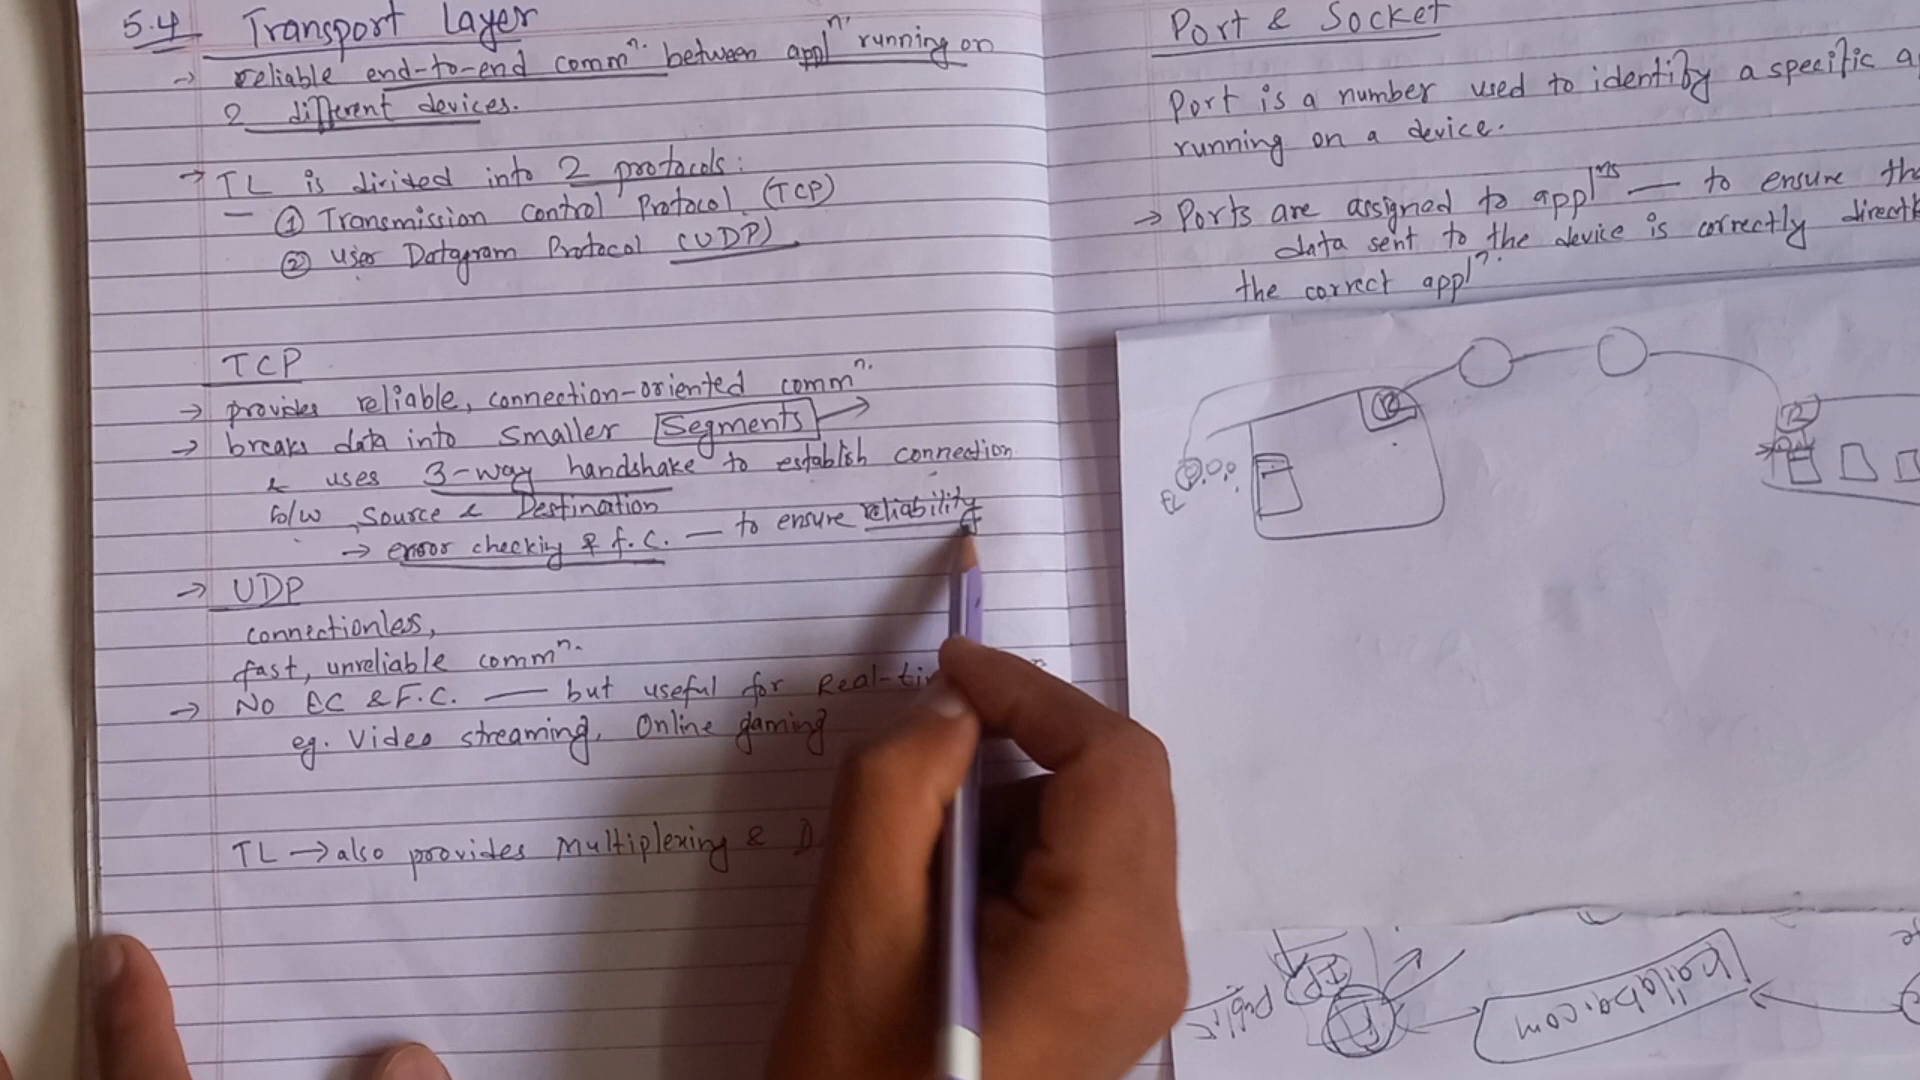 5.4 Transport Layer
→ reliable end-to-end commⁿ. between applⁿ. running on
2 different devices.
→ TL is divided into 2 protocols:
– ① Transmission Control Protocol (TCP)
② User Datagram Protocol (UDP)
TCP
→ provides reliable, connection-oriented commⁿ.
→ breaks data into smaller Segments →
& uses 3-way handshake to establish connection
b/w Source & Destination
→ error checking & f.c. — to ensure reliability
→ UDP
connectionless,
fast, unreliable commⁿ.
→ No EC & F.C. — but useful for Real-
eg. Video streaming, Online gaming
TL → also provides Multiplexing & D
Port & Socket
Port is a number used to identify a specific
running on a device.
→ Ports are assigned to applⁿˢ — to ensure
data sent to the device is correctly
the correct applⁿ.
R
R
Public
IP
kailaba.com